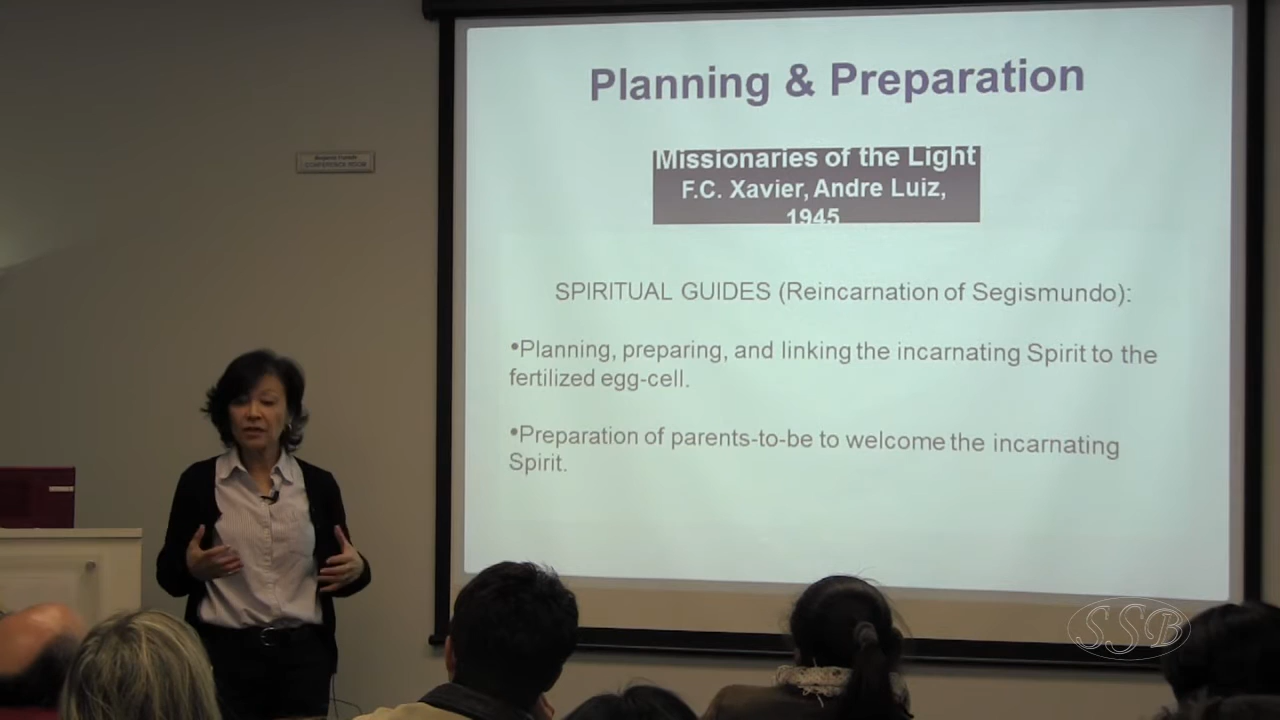 Planning & Preparation
Missionaries of the Light
F.C. Xavier, Andre Luiz,
1945
SPIRITUAL GUIDES (Reincarnation of Segismundo):
•Planning, preparing, and linking the incarnating Spirit to the
fertilized egg-cell.
•Preparation of parents-to-be to welcome the incarnating
Spirit.
CONFERENCE ROOM
SSB